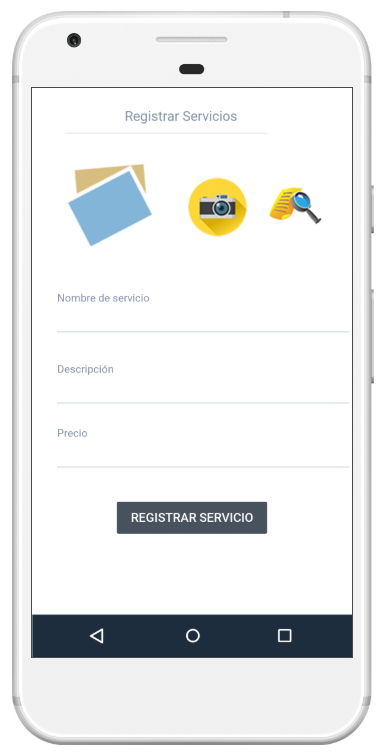 Registrar Servicios
Nombre de servicio
Descripción
Precio
REGISTRAR SERVICIO